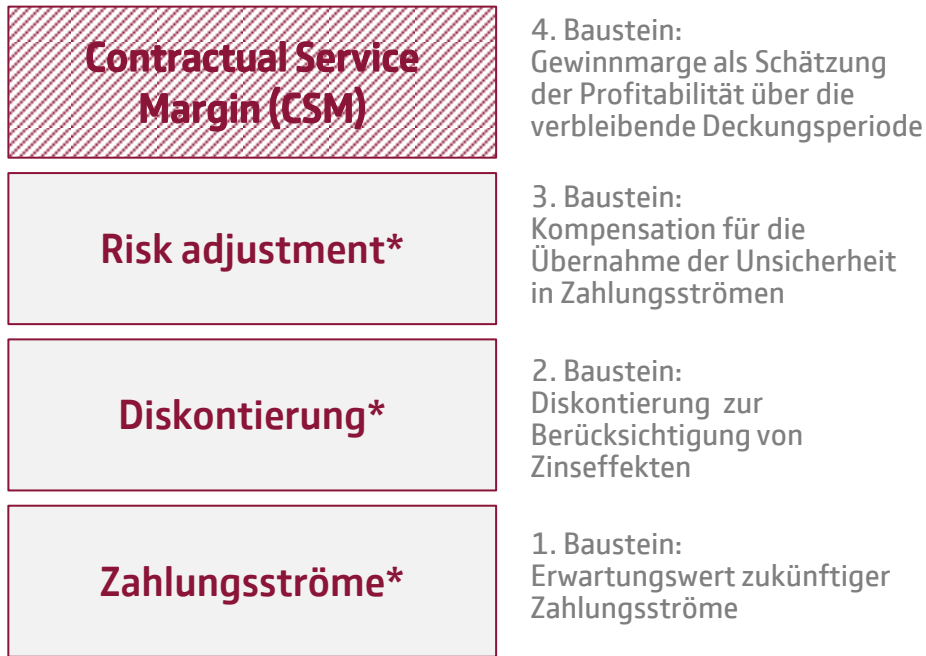 Contractual Service
Margin (CSM)
4. Baustein:
Gewinnmarge als Schätzung
der Profitabilität über die
verbleibende Deckungsperiode
Risk adjustment*
3. Baustein:
Kompensation für die
Übernahme der Unsicherheit
in Zahlungsströmen
Diskontierung*
2. Baustein:
Diskontierung zur
Berücksichtigung von
Zinseffekten
Zahlungsströme*
1. Baustein:
Erwartungswert zukünftiger
Zahlungsströme